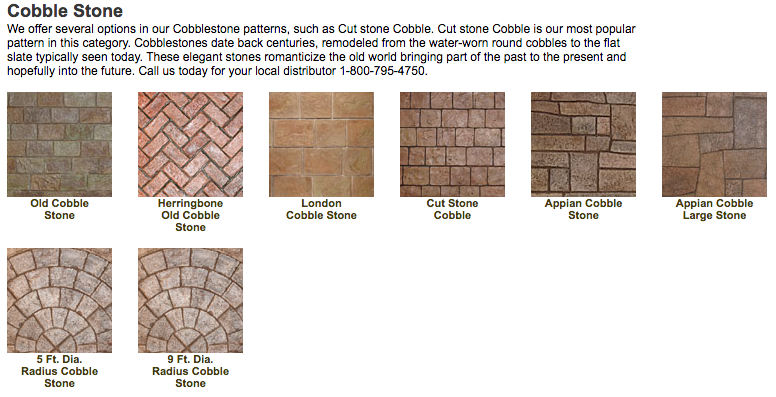 Cobble Stone
We offer several options in our Cobblestone patterns, such as Cut stone Cobble. Cut stone Cobble is our most popular
pattern in this category. Cobblestones date back centuries, remodeled from the water-worn round cobbles to the flat
slate typically seen today. These elegant stones romanticize the old world bringing part of the past to the present and
hopefully into the future. Call us today for your local distributor 1-800-795-4750.
Old Cobble
Stone
Herringbone
Old Cobble
Stone
London
Cobble Stone
Cut Stone
Cobble
Appian Cobble
Stone
Appian Cobble
Large Stone
5 Ft. Dia.
Radius Cobble
Stone
9 Ft. Dia.
Radius Cobble
Stone